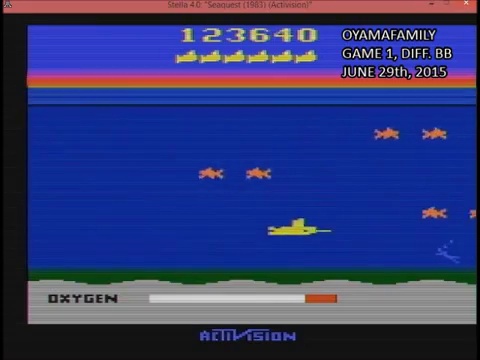 Stella 4.0: "Seaquest (1983) (Activision)"
123640
OYAMAFAMILY
GAME 1, DIFF. BB
JUNE 29th, 2015
OXYGEN
ACTIVISION